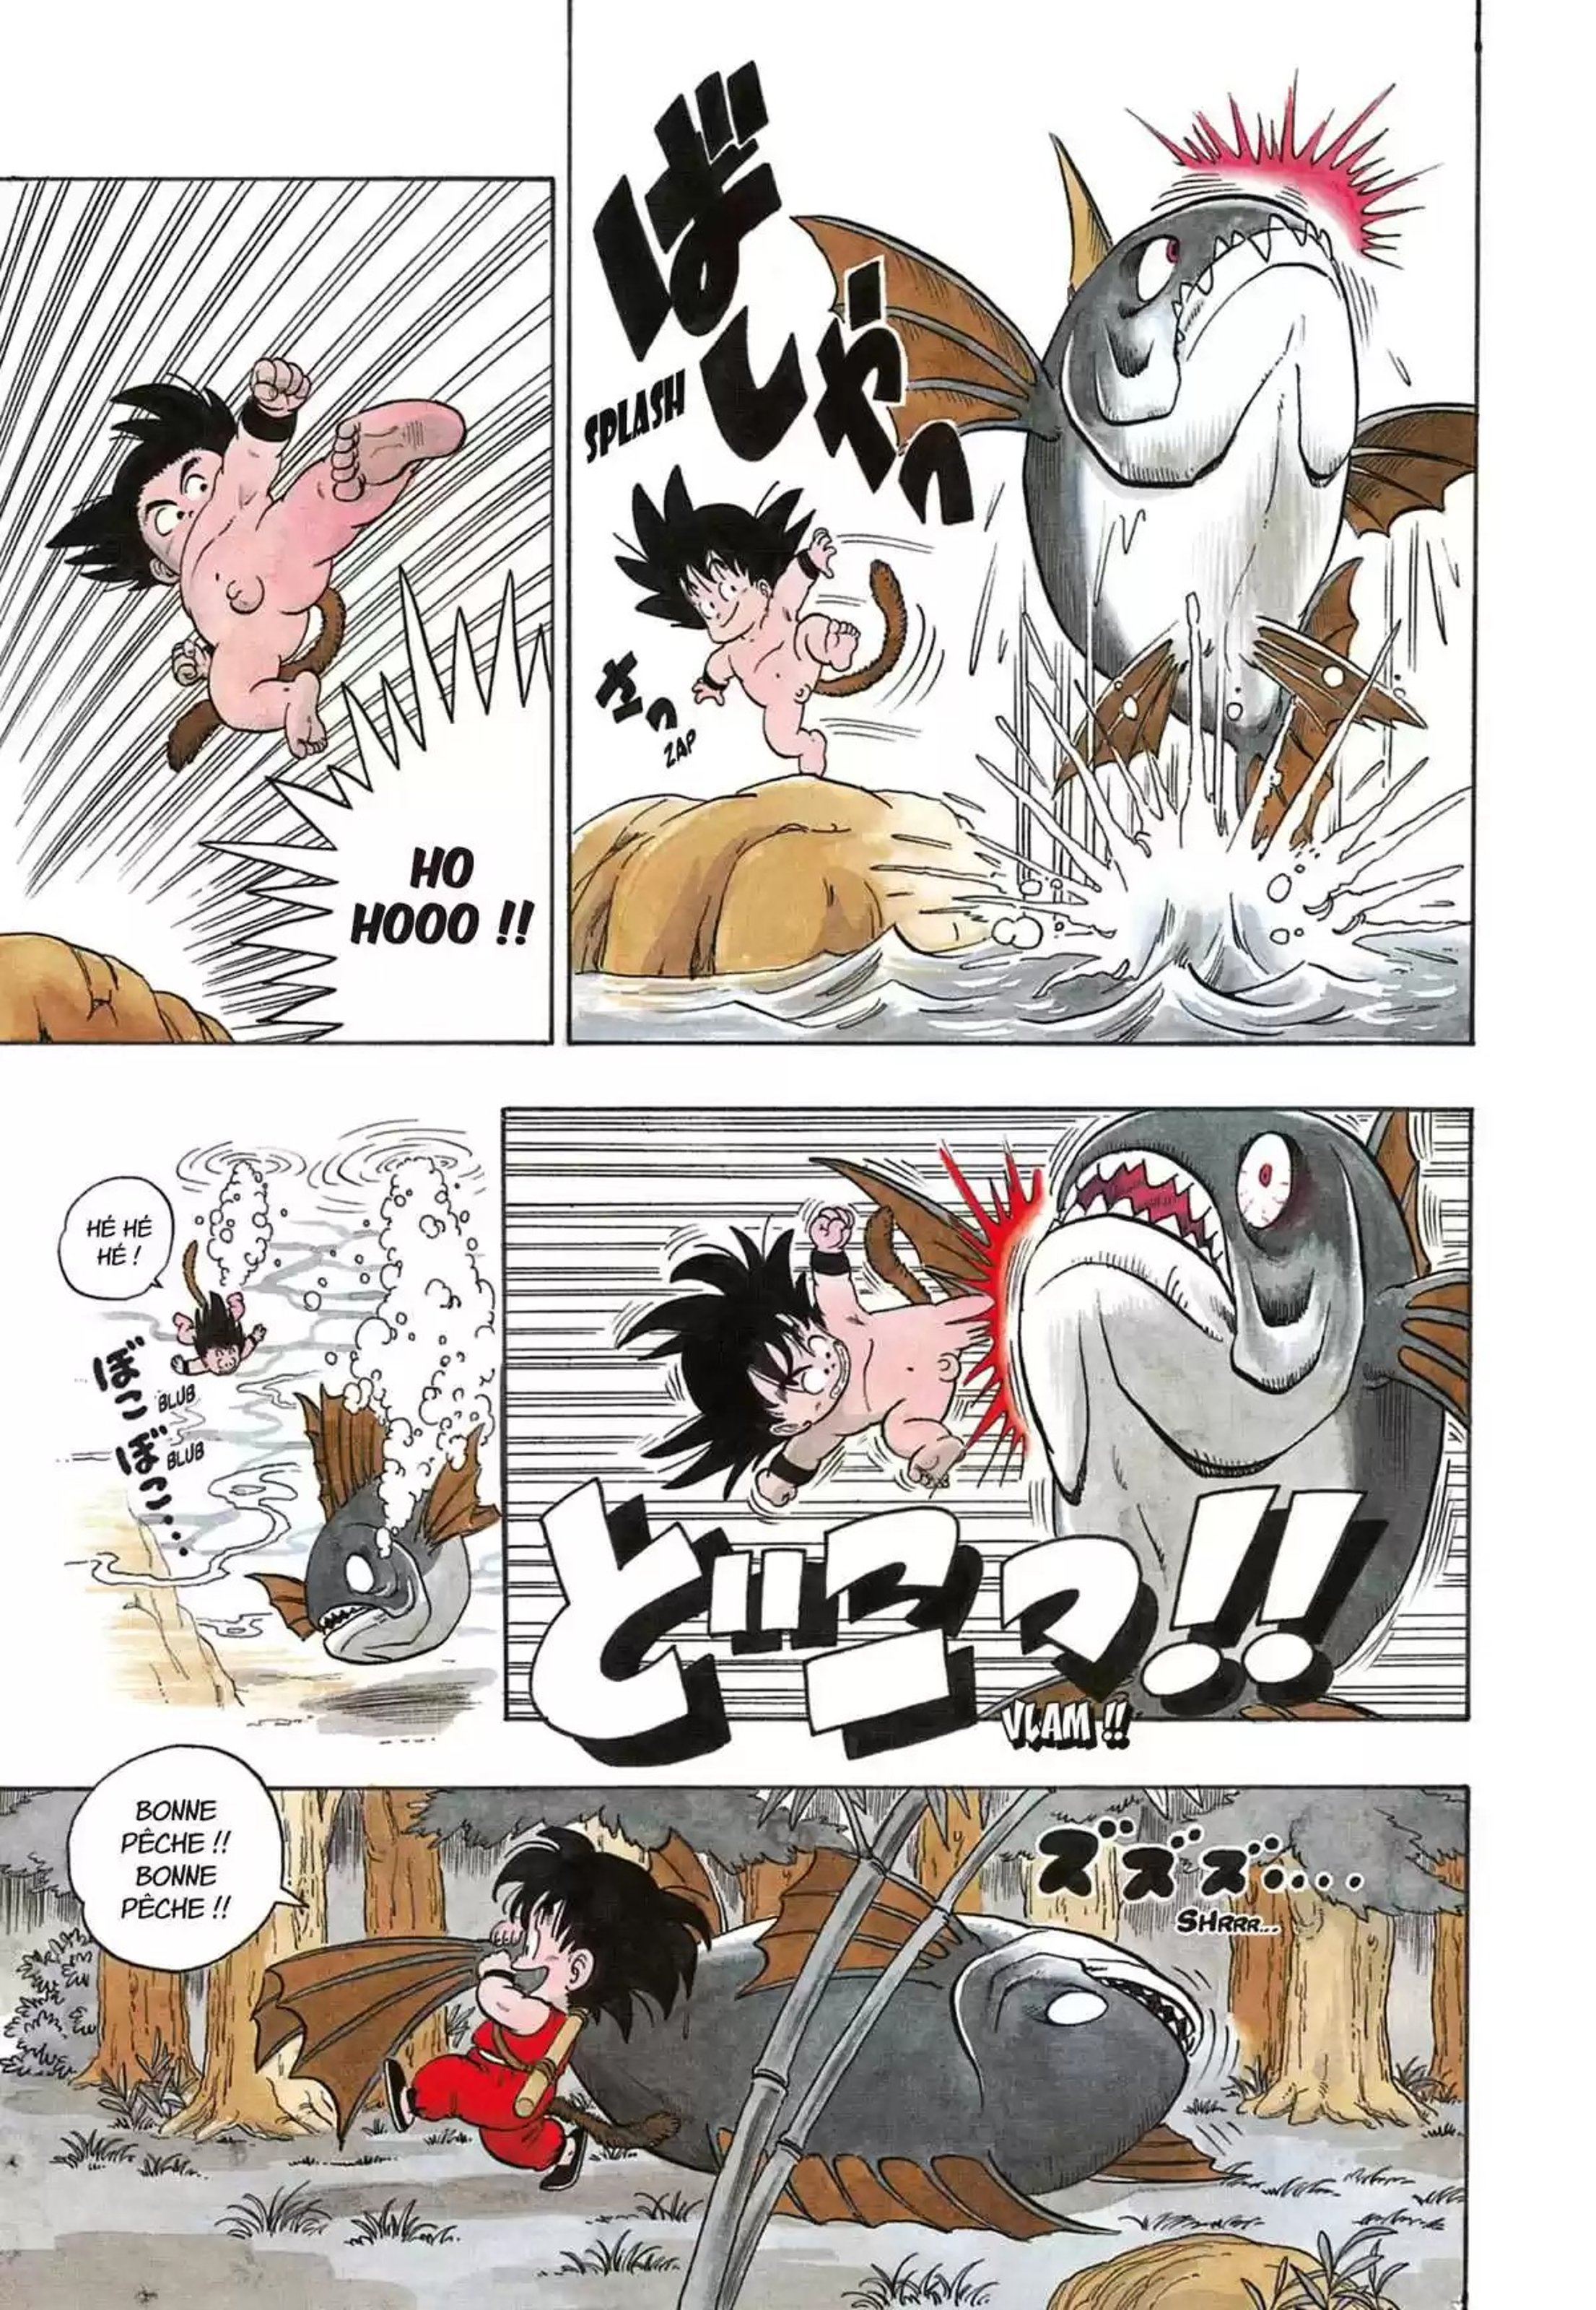 ばしゃっ
SPLASH
さっ
ZAP
HO
HOOO !!
どごっ!!
VLAM !!
HÉ HÉ
HÉ !
ぼこ
BLUB
ぼこ...
BLUB
BONNE
PÊCHE !!
BONNE
PÊCHE !!
ズズズ....
SHRRR...